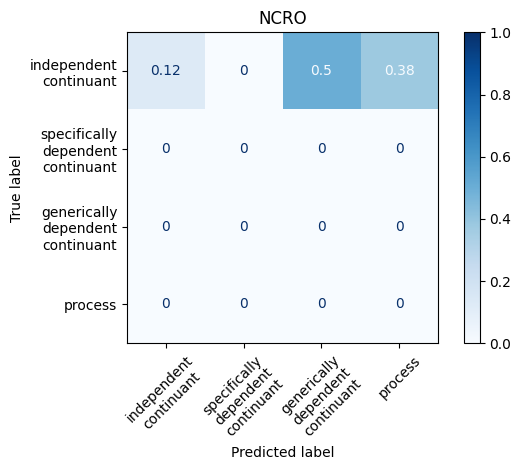 NCRO
independent
continuant
0.12 0 0.5 0.38
specifically
dependent
continuant
0 0 0 0
generically
dependent
continuant
0 0 0 0
process
0 0 0 0
True label
independent
continuant
specifically
dependent
continuant
generically
dependent
continuant
process
Predicted label
1.0
0.8
0.6
0.4
0.2
0.0